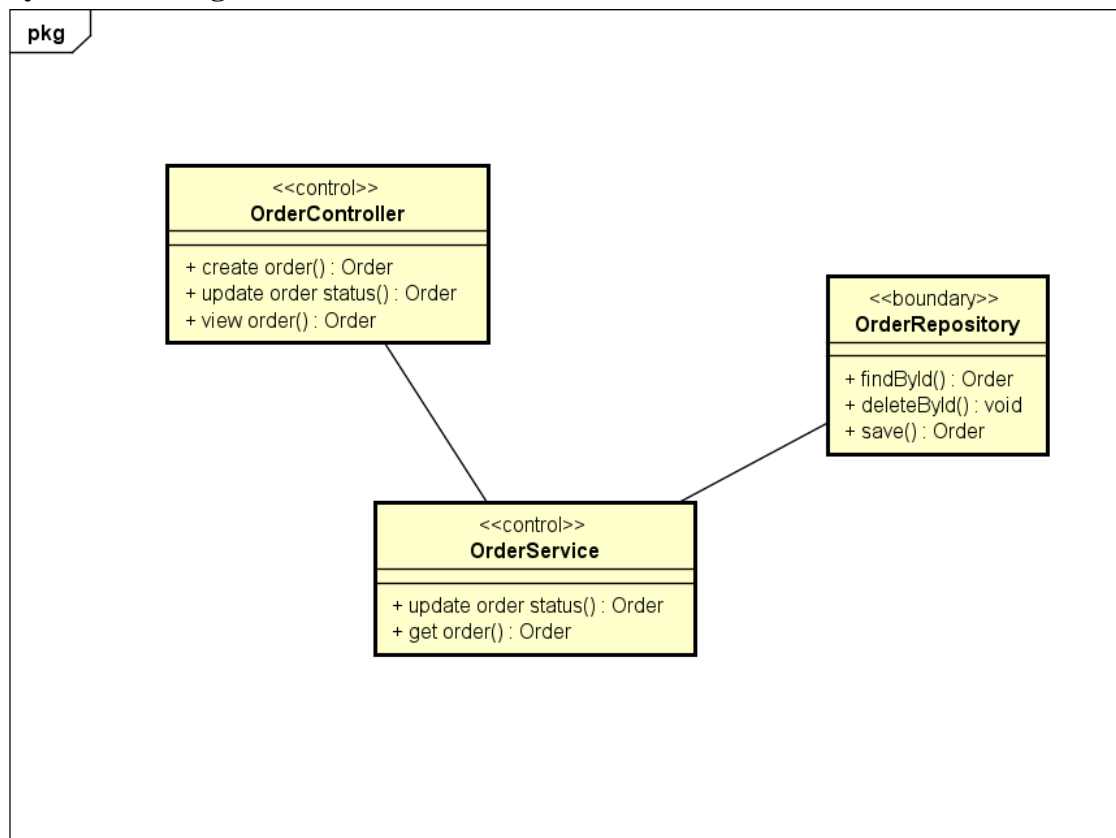 pkg
<<control>>
OrderController
+ create order() : Order
+ update order status() : Order
+ view order() : Order
<<boundary>>
OrderRepository
+ findById() : Order
+ deleteById() : void
+ save() : Order
<<control>>
OrderService
+ update order status() : Order
+ get order() : Order